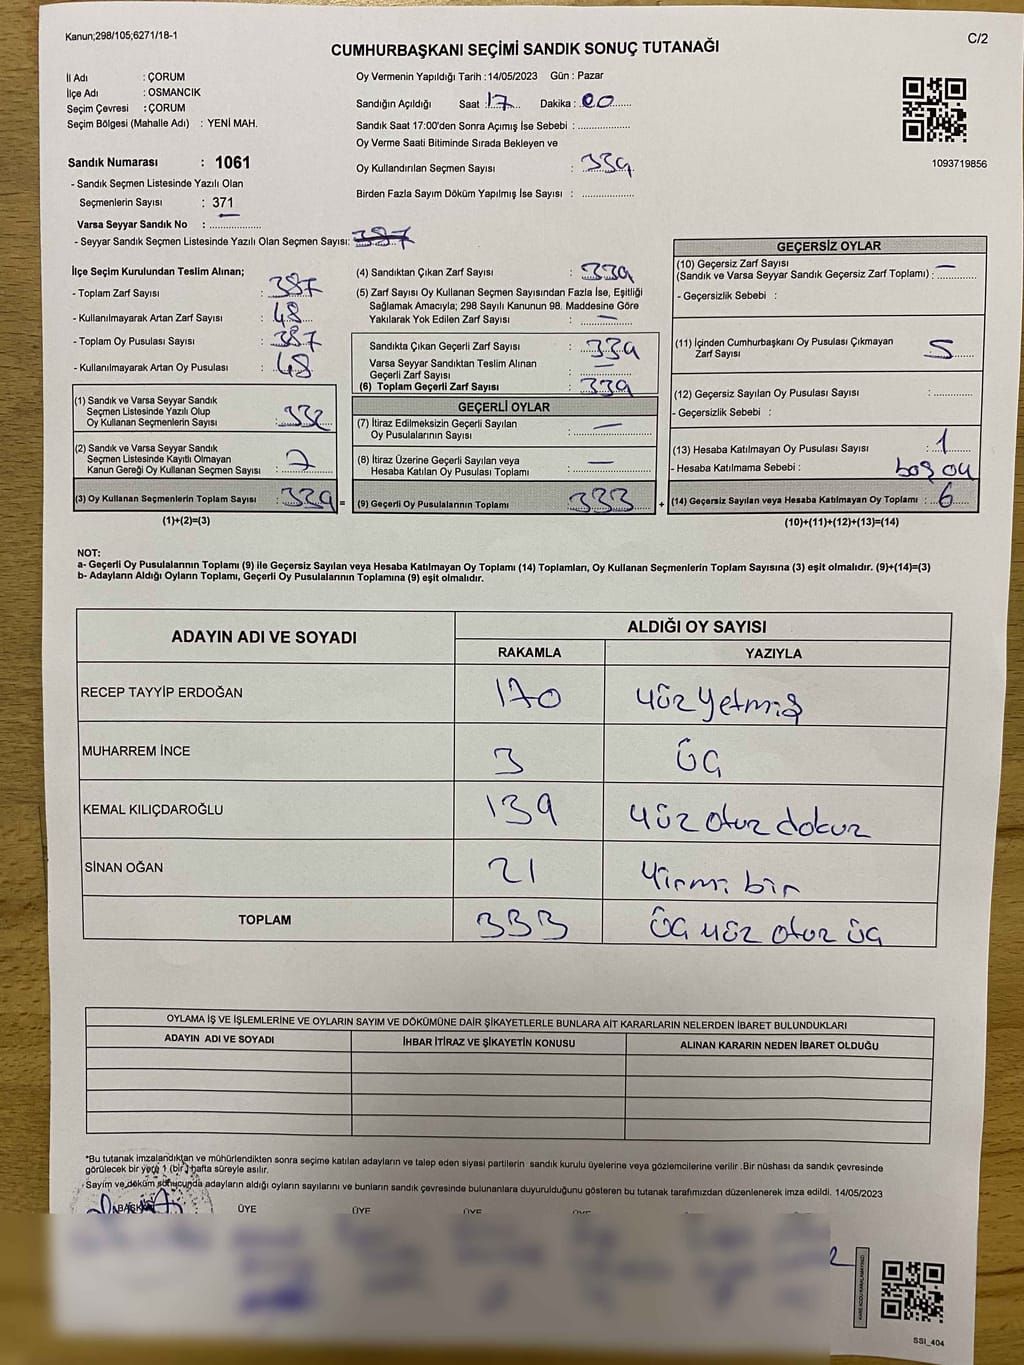 Kanun;298/105;6271/18-1
C/2
CUMHURBAŞKANI SEÇİMİ SANDIK SONUÇ TUTANAĞI
İl Adı : ÇORUM
İlçe Adı : OSMANCIK
Seçim Çevresi : ÇORUM
Seçim Bölgesi (Mahalle Adı) : YENİ MAH.
Sandık Numarası : 1061
- Sandık Seçmen Listesinde Yazılı Olan
Seçmenlerin Sayısı : 371
Varsa Seyyar Sandık No : ....................
- Seyyar Sandık Seçmen Listesinde Yazılı Olan Seçmen Sayısı: 387
Oy Vermenin Yapıldığı Tarih : 14/05/2023 Gün : Pazar
Sandığın Açıldığı Saat : 17 Dakika : 00
Sandık Saat 17:00'den Sonra Açımış İse Sebebi : ....................
Oy Verme Saati Bitiminde Sırada Bekleyen ve
Oy Kullandırılan Seçmen Sayısı : 339
Birden Fazla Sayım Döküm Yapılmış İse Sayısı : ....................
1093719856
İlçe Seçim Kurulundan Teslim Alınan;
- Toplam Zarf Sayısı : 387
- Kullanılmayarak Artan Zarf Sayısı : 48
- Toplam Oy Pusulası Sayısı : 387
- Kullanılmayarak Artan Oy Pusulası : 48
(1) Sandık ve Varsa Seyyar Sandık
Seçmen Listesinde Yazılı Olup
Oy Kullanan Seçmenlerin Sayısı : 332
(2) Sandık ve Varsa Seyyar Sandık
Seçmen Listesinde Kayıtlı Olmayan
Kanun Gereği Oy Kullanan Seçmen Sayısı : 7
(3) Oy Kullanan Seçmenlerin Toplam Sayısı : 339 =
(1)+(2)=(3)
(4) Sandıktan Çıkan Zarf Sayısı : 339
(5) Zarf Sayısı Oy Kullanan Seçmen Sayısından Fazla İse, Eşitliği
Sağlamak Amacıyla; 298 Sayılı Kanunun 98. Maddesine Göre
Yakılarak Yok Edilen Zarf Sayısı : —
Sandıkta Çıkan Geçerli Zarf Sayısı : 339
Varsa Seyyar Sandıktan Teslim Alınan
Geçerli Zarf Sayısı : —
(6) Toplam Geçerli Zarf Sayısı : 339
GEÇERLİ OYLAR
(7) İtiraz Edilmeksizin Geçerli Sayılan
Oy Pusulalarının Sayısı : —
(8) İtiraz Üzerine Geçerli Sayılan veya
Hesaba Katılan Oy Pusulası Toplamı : —
(9) Geçerli Oy Pusulalarının Toplamı : 333 +
GEÇERSİZ OYLAR
(10) Geçersiz Zarf Sayısı
(Sandık ve Varsa Seyyar Sandık Geçersiz Zarf Toplamı) : —
- Geçersizlik Sebebi :
(11) İçinden Cumhurbaşkanı Oy Pusulası Çıkmayan
Zarf Sayısı : 5
(12) Geçersiz Sayılan Oy Pusulası Sayısı : ....................
- Geçersizlik Sebebi :
(13) Hesaba Katılmayan Oy Pusulası Sayısı : 1
- Hesaba Katılmama Sebebi : boş oy
(14) Geçersiz Sayılan veya Hesaba Katılmayan Oy Toplamı : 6
(10)+(11)+(12)+(13)=(14)
NOT:
a- Geçerli Oy Pusulalarının Toplamı (9) ile Geçersiz Sayılan veya Hesaba Katılmayan Oy Toplamı (14) Toplamları, Oy Kullanan Seçmenlerin Toplam Sayısına (3) eşit olmalıdır. (9)+(14)=(3)
b- Adayların Aldığı Oyların Toplamı, Geçerli Oy Pusulalarının Toplamına (9) eşit olmalıdır.
ADAYIN ADI VE SOYADI ALDIĞI OY SAYISI
RAKAMLA YAZIYLA
RECEP TAYYİP ERDOĞAN 170 yüz yetmiş
MUHARREM İNCE 3 üç
KEMAL KILIÇDAROĞLU 139 yüz otuz dokuz
SİNAN OĞAN 21 yirmi bir
TOPLAM 333 üç yüz otuz üç
OYLAMA İŞ VE İŞLEMLERİNE VE OYLARIN SAYIM VE DÖKÜMÜNE DAİR ŞİKAYETLERLE BUNLARA AİT KARARLARIN NELERDEN İBARET BULUNDUKLARI
ADAYIN ADI VE SOYADI İHBAR İTİRAZ VE ŞİKAYETİN KONUSU ALINAN KARARIN NEDEN İBARET OLDUĞU
*Bu tutanak imzalandıktan ve mühürlendikten sonra seçime katılan adayların ve talep eden siyasi partilerin sandık kurulu üyelerine veya gözlemcilerine verilir .Bir nüshası da sandık çevresinde
görülecek bir yere 1 (bir) hafta süreyle asılır.
Sayım ve döküm sonucunda adayların aldığı oyların sayılarını ve bunların sandık çevresinde bulunanlara duyurulduğunu gösteren bu tutanak tarafımızdan düzenlenerek imza edildi. 14/05/2023
BAŞKAN ÜYE ÜYE ÜYE
SSI_404